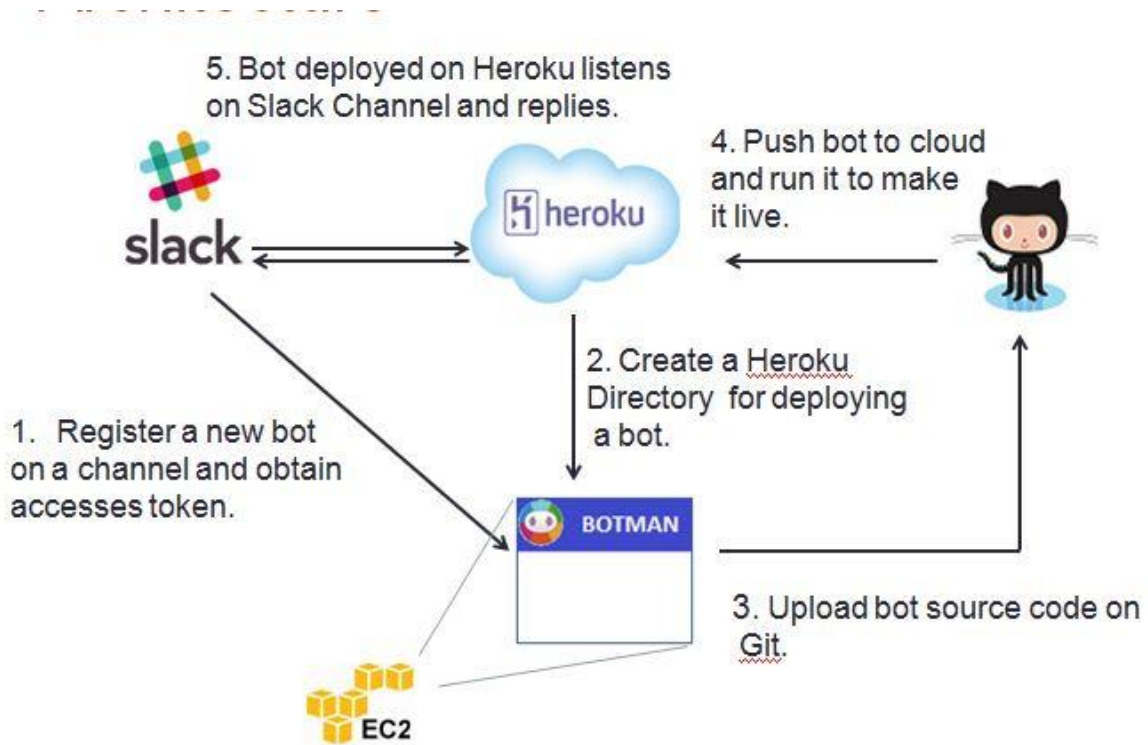 5. Bot deployed on Heroku listens
on Slack Channel and replies.
slack
heroku
4. Push bot to cloud
and run it to make
it live.
2. Create a Heroku
Directory for deploying
a bot.
1. Register a new bot
on a channel and obtain
accesses token.
BOTMAN
3. Upload bot source code on
Git.
EC2